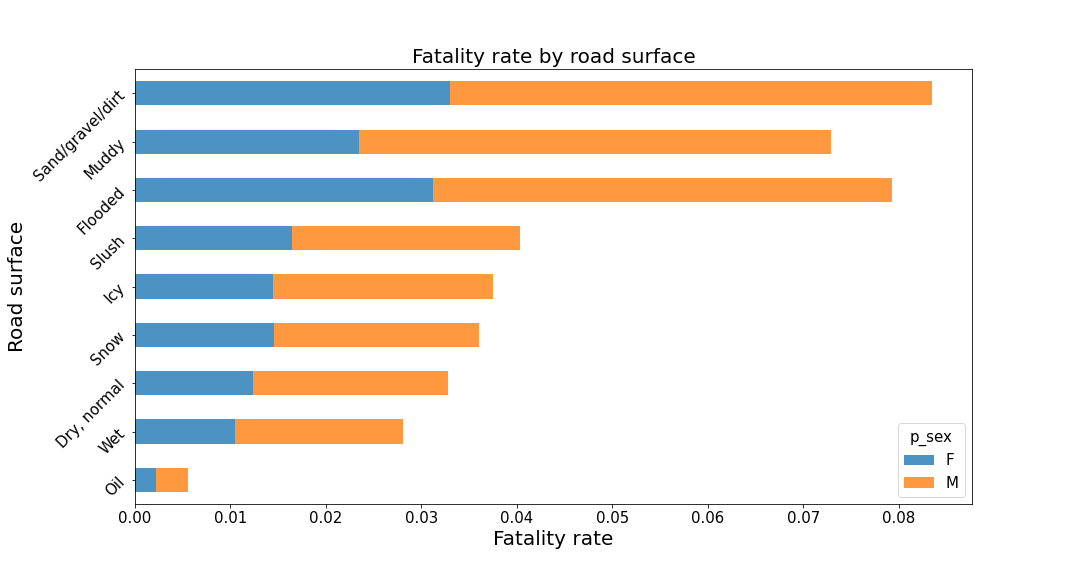 Fatality rate by road surface
Road surface
Sand/gravel/dirt
Muddy
Flooded
Slush
Icy
Snow
Dry, normal
Wet
Oil
p_sex
F
M
0.00 0.01 0.02 0.03 0.04 0.05 0.06 0.07 0.08
Fatality rate